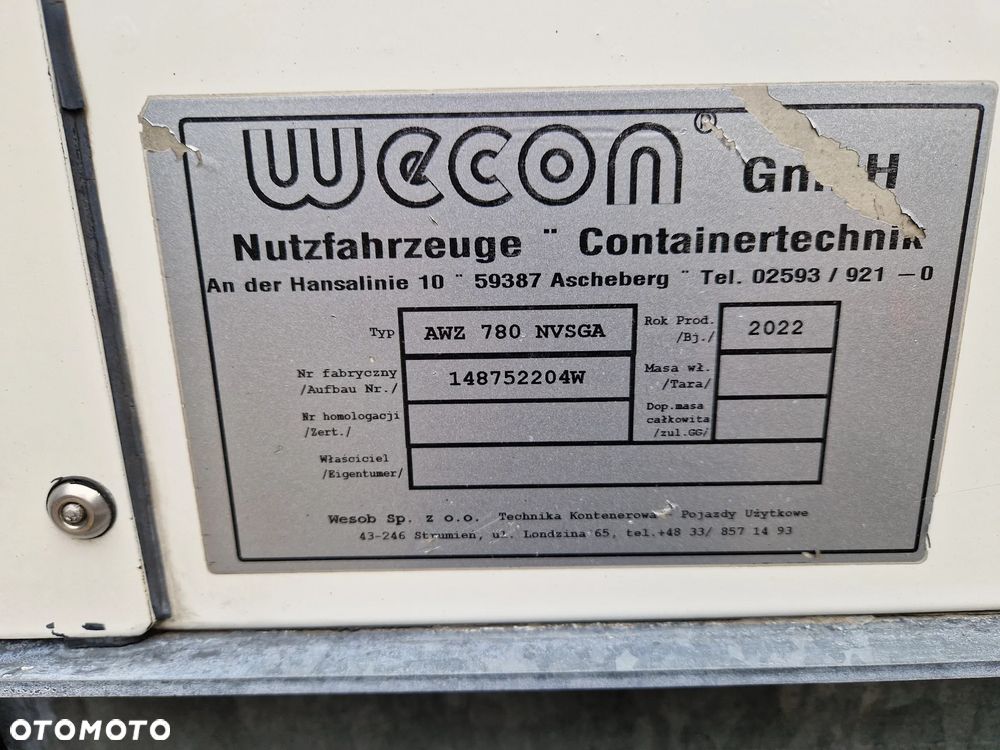 wecon® GmbH
Nutzfahrzeuge ¨ Containertechnik
An der Hansalinie 10 ¨ 59387 Ascheberg ¨ Tel. 02593 / 921 – 0
Typ AWZ 780 NVSGA Rok Prod. /Bj./ 2022
Nr fabryczny /Aufbau Nr./ 148752204W Masa wł. /Tara/
Nr homologacji /Zert./ Dop.masa całkowita /zul.GG/
Właściciel /Eigentumer/
Wesob Sp. z o.o. Technika Kontenerowa Pojazdy Użytkowe
43-246 Strumień, ul. Londzina 65, tel.+48 33/ 857 14 93
OTOMOTO